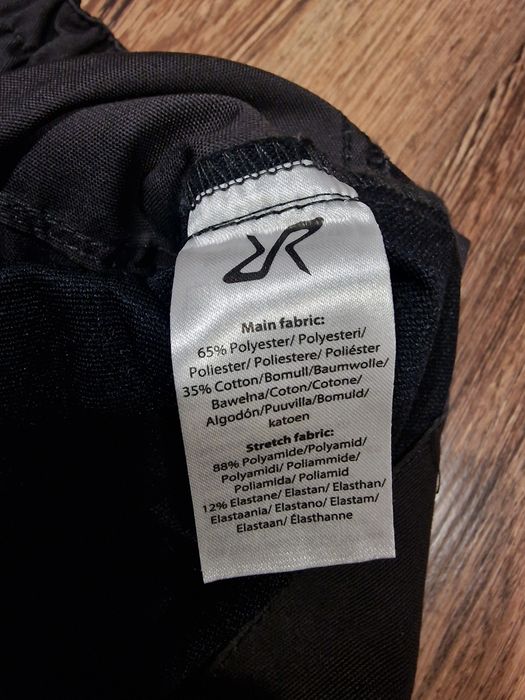 Main fabric:
65% Polyester/ Polyesteri/
Poliester/ Poliestere/ Poliéster
35% Cotton/Bomull/Baumwolle/
Bawełna/Coton/Cotone/
Algodón/Puuvilla/Bomuld/
katoen
Stretch fabric:
88% Polyamide/Polyamid/
Polyamidi/ Poliammide/
Poliamida/ Poliamid
12% Elastane/ Elastan/ Elasthan/
Elastaania/ Elastano/ Elastam/
Elastaan/ Élasthanne